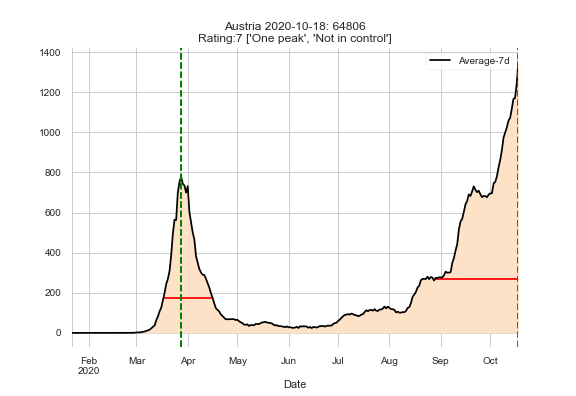 Austria 2020-10-18: 64806
Rating:7 ['One peak', 'Not in control']
Average-7d
1400
1200
1000
800
600
400
200
0
Feb Mar Apr May Jun Jul Aug Sep Oct
2020
Date